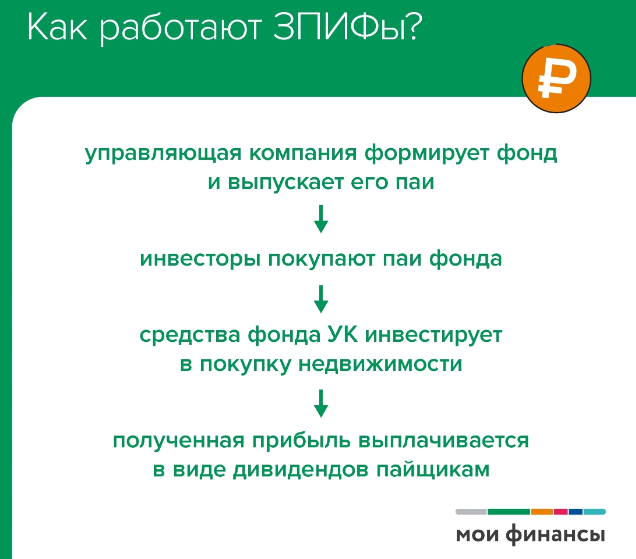 Как работают ЗПИФы?
₽
управляющая компания формирует фонд
и выпускает его паи
инвесторы покупают паи фонда
средства фонда УК инвестирует
в покупку недвижимости
полученная прибыль выплачивается
в виде дивидендов пайщикам
мои финансы